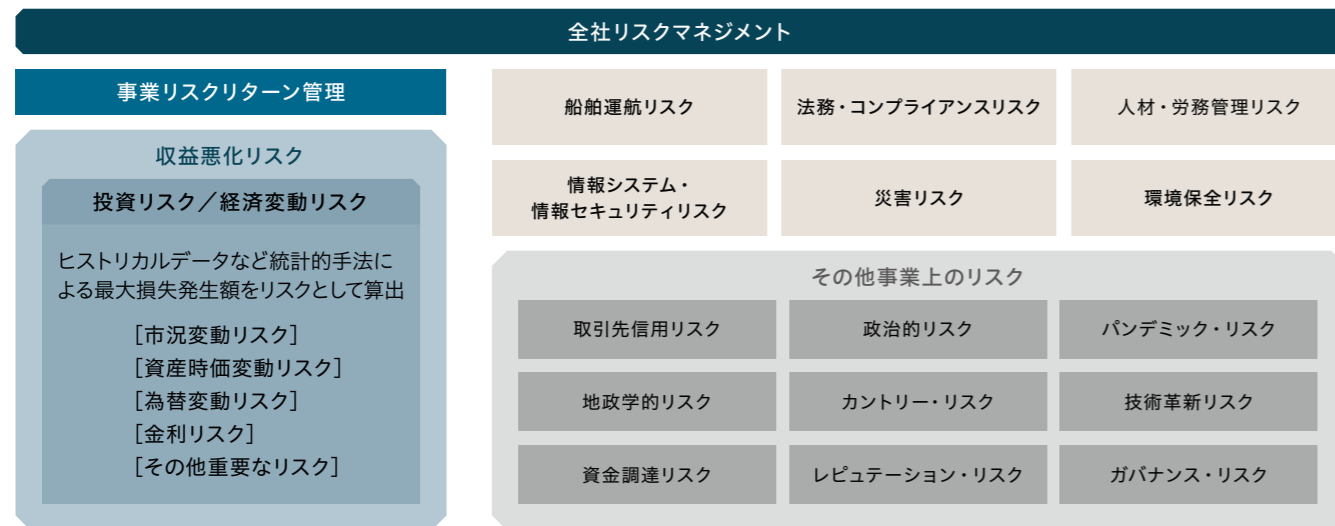 全社リスクマネジメント
事業リスクリターン管理
収益悪化リスク
投資リスク／経済変動リスク
ヒストリカルデータなど統計的手法に
よる最大損失発生額をリスクとして算出
［市況変動リスク］
［資産時価変動リスク］
［為替変動リスク］
［金利リスク］
［その他重要なリスク］
船舶運航リスク
法務・コンプライアンスリスク
人材・労務管理リスク
情報システム・
情報セキュリティリスク
災害リスク
環境保全リスク
その他事業上のリスク
取引先信用リスク
政治的リスク
パンデミック・リスク
地政学的リスク
カントリー・リスク
技術革新リスク
資金調達リスク
レピュテーション・リスク
ガバナンス・リスク